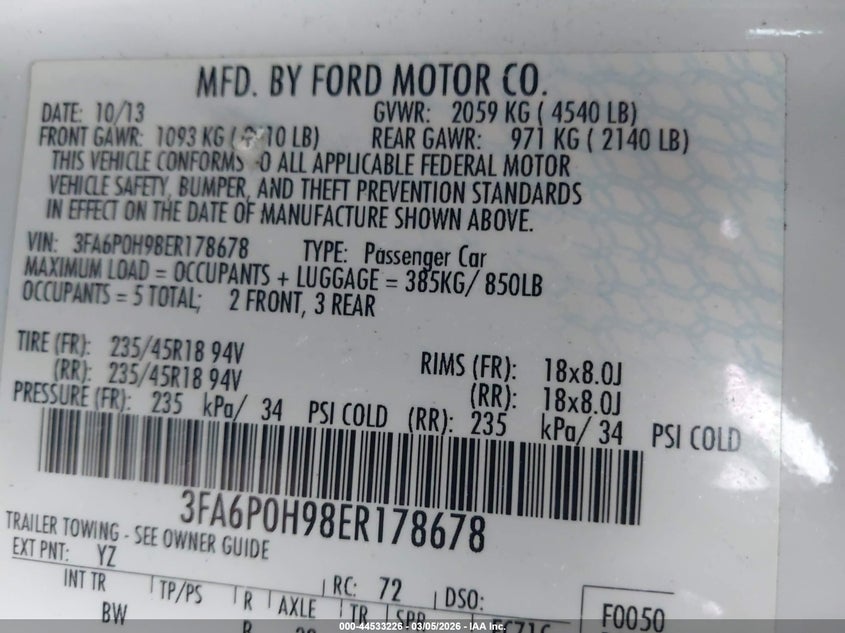 MFD. BY FORD MOTOR CO.
DATE: 10/13 GVWR: 2059 KG ( 4540 LB)
FRONT GAWR: 1093 KG ( 10 LB) REAR GAWR: 971 KG ( 2140 LB)
THIS VEHICLE CONFORMS O ALL APPLICABLE FEDERAL MOTOR
VEHICLE SAFETY, BUMPER, AND THEFT PREVENTION STANDARDS
IN EFFECT ON THE DATE OF MANUFACTURE SHOWN ABOVE.
VIN: 3FA6P0H98ER178678 TYPE: Passenger Car
MAXIMUM LOAD = OCCUPANTS + LUGGAGE = 385KG/ 850LB
OCCUPANTS = 5 TOTAL; 2 FRONT, 3 REAR
TIRE (FR): 235/45R18 94V RIMS (FR): 18x8.0J
(RR): 235/45R18 94V (RR): 18x8.0J
PRESSURE (FR): 235 kPa/ 34 PSI COLD (RR): 235 kPa/ 34 PSI COLD
3FA6P0H98ER178678
TRAILER TOWING - SEE OWNER GUIDE
EXT PNT: YZ RC: 72 DSO:
INT TR TP/PS R AXLE TR SPR F0050
BW
000-44533226 - 03/05/2026 - IAA Inc.